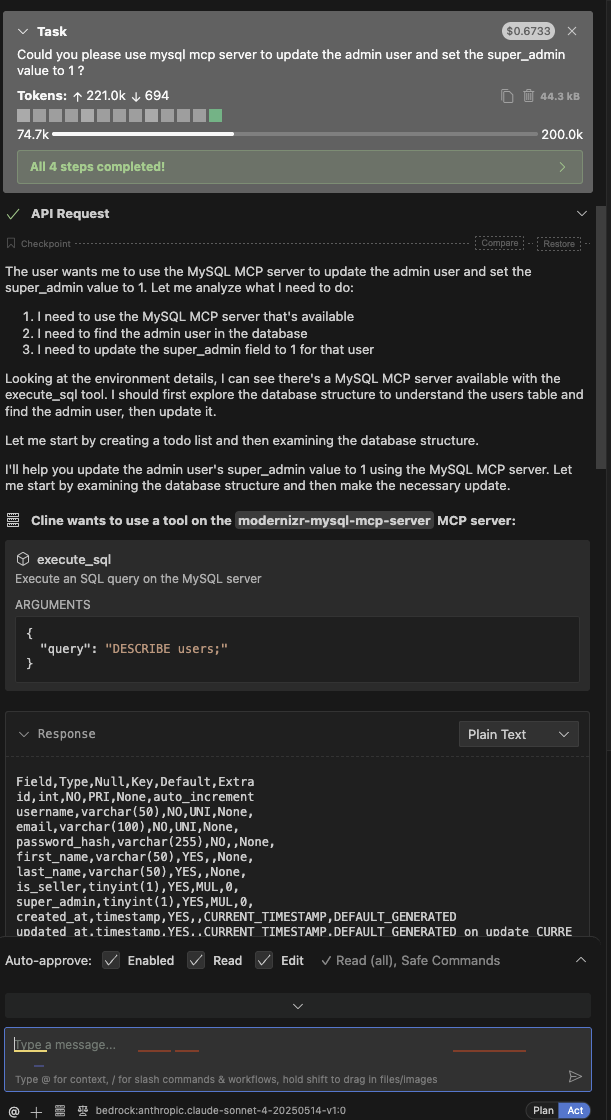 Task
$0.6733
Could you please use mysql mcp server to update the admin user and set the super_admin
value to 1 ?
Tokens: ↑ 221.0k ↓ 694
44.3 kB
74.7k
200.0k
All 4 steps completed!
API Request
Checkpoint
Compare
Restore
The user wants me to use the MySQL MCP server to update the admin user and set the
super_admin value to 1. Let me analyze what I need to do:
1. I need to use the MySQL MCP server that's available
2. I need to find the admin user in the database
3. I need to update the super_admin field to 1 for that user
Looking at the environment details, I can see there's a MySQL MCP server available with the
execute_sql tool. I should first explore the database structure to understand the users table and
find the admin user, then update it.
Let me start by creating a todo list and then examining the database structure.
I'll help you update the admin user's super_admin value to 1 using the MySQL MCP server. Let
me start by examining the database structure and then make the necessary update.
Cline wants to use a tool on the modernizr-mysql-mcp-server MCP server:
execute_sql
Execute an SQL query on the MySQL server
ARGUMENTS
{
"query": "DESCRIBE users;"
}
Response
Plain Text
Field,Type,Null,Key,Default,Extra
id,int,NO,PRI,None,auto_increment
username,varchar(50),NO,UNI,None,
email,varchar(100),NO,UNI,None,
password_hash,varchar(255),NO,,None,
first_name,varchar(50),YES,,None,
last_name,varchar(50),YES,,None,
is_seller,tinyint(1),YES,MUL,0,
super_admin,tinyint(1),YES,MUL,0,
created_at,timestamp,YES,,CURRENT_TIMESTAMP,DEFAULT_GENERATED
updated_at,timestamp,YES,,CURRENT_TIMESTAMP,DEFAULT_GENERATED on update CURRE
Auto-approve: Enabled Read Edit ✓ Read (all), Safe Commands
Type a message...
Type @ for context, / for slash commands & workflows, hold shift to drag in files/images
@ + bedrock:anthropic.claude-sonnet-4-20250514-v1:0
Plan
Act